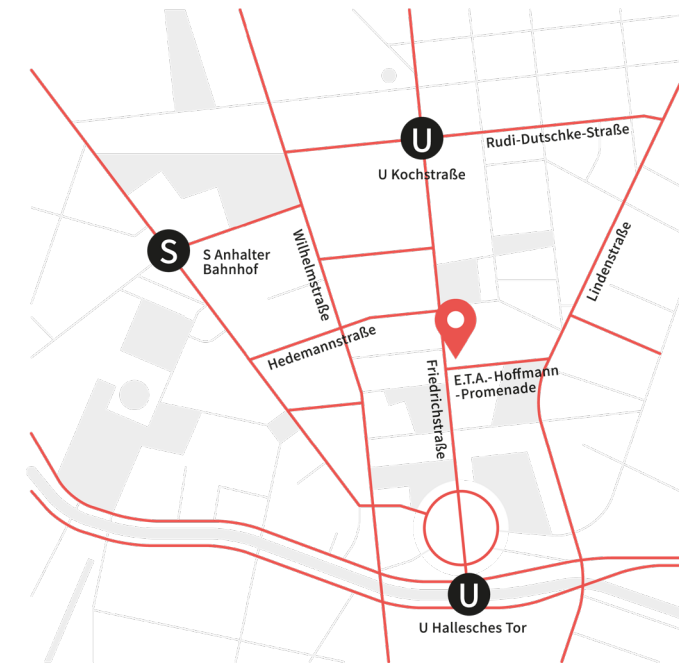 U
Rudi-Dutschke-Straße
U Kochstraße
S
S Anhalter
Bahnhof
Wilhelmstraße
Lindenstraße
Hedemannstraße
Friedrichstraße
E.T.A.-Hoffmann
-Promenade
U
U Hallesches Tor